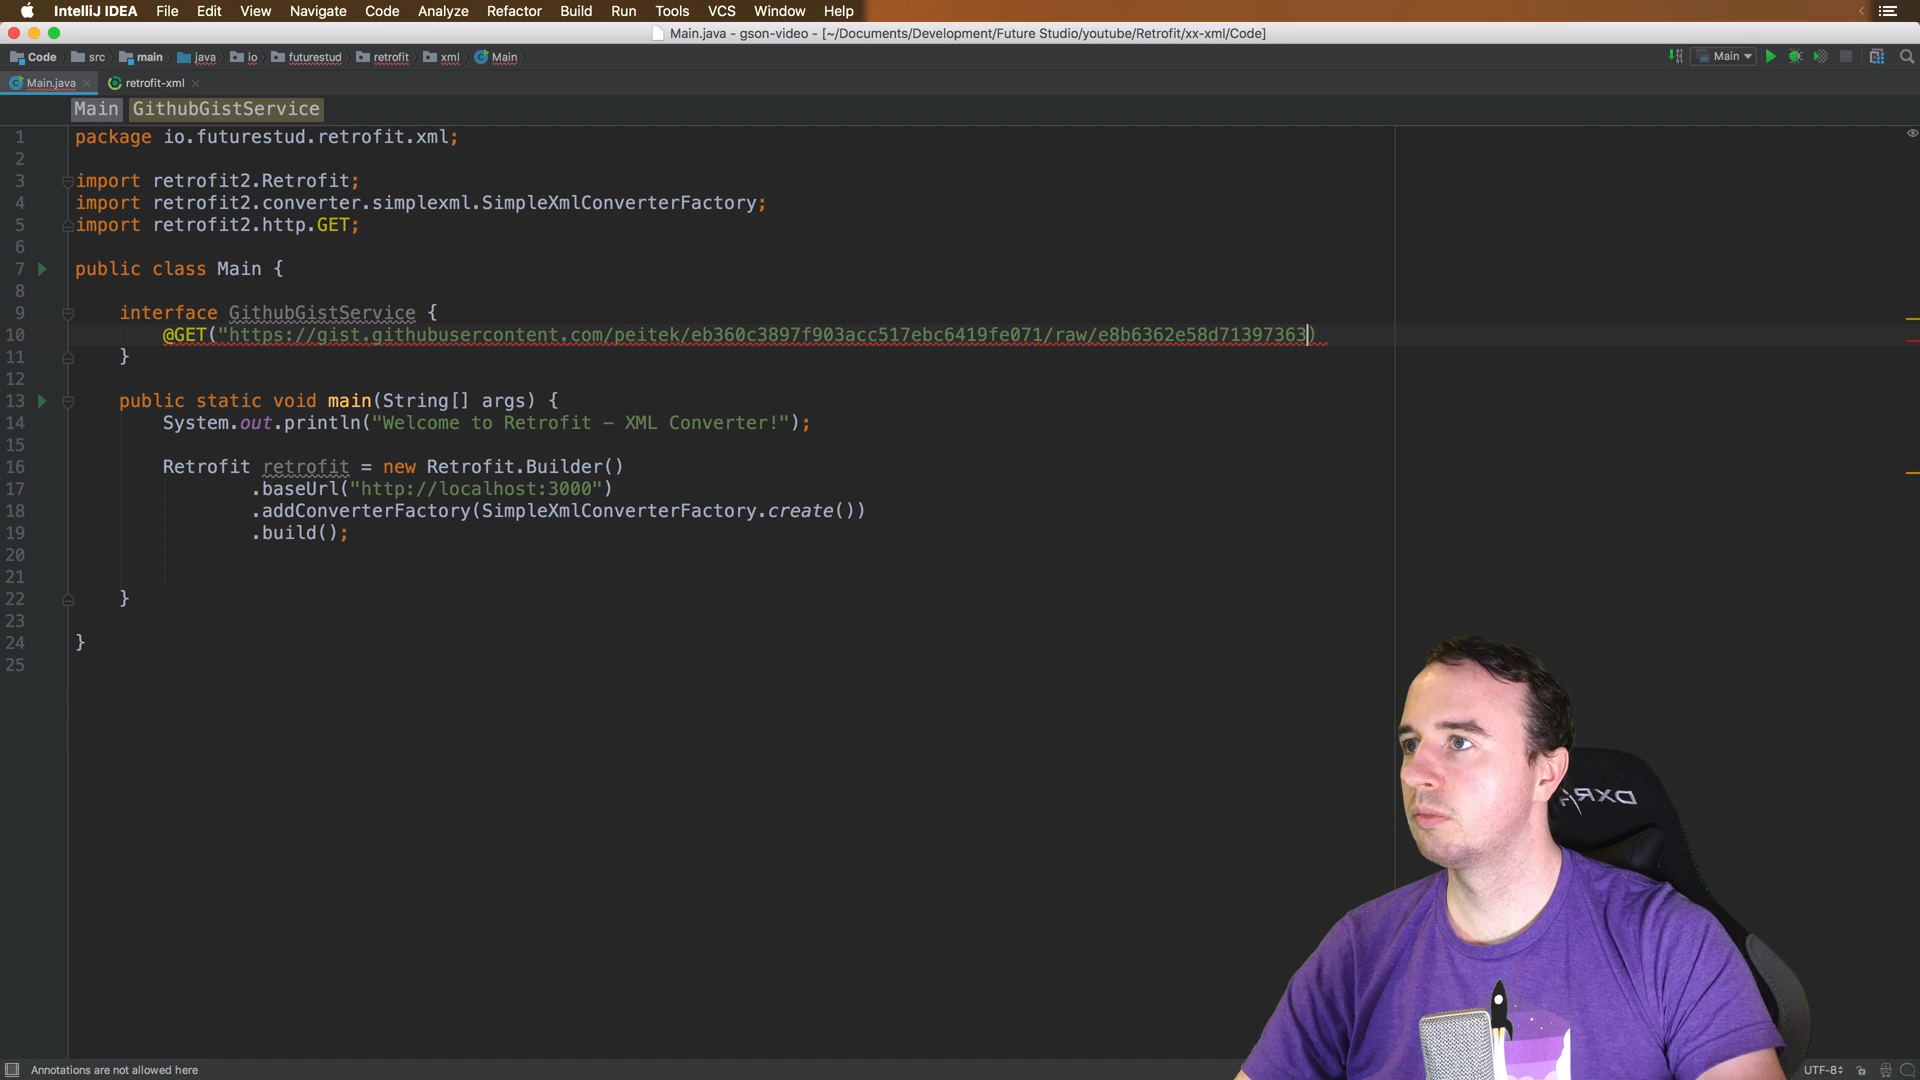 IntelliJ IDEA File Edit View Navigate Code Analyze Refactor Build Run Tools VCS Window Help
Main.java - gson-video - [~/Documents/Development/Future Studio/youtube/Retrofit/xx-xml/Code]
Code src main java io futurestud retrofit xml Main Main
Main.java retrofit-xml
Main GithubGistService
1 package io.futurestud.retrofit.xml;
2
3 import retrofit2.Retrofit;
4 import retrofit2.converter.simplexml.SimpleXmlConverterFactory;
5 import retrofit2.http.GET;
6
7 public class Main {
8
9 interface GithubGistService {
10 @GET("https://gist.githubusercontent.com/peitek/eb360c3897f903acc517ebc6419fe071/raw/e8b6362e58d71397363)
11 }
12
13 public static void main(String[] args) {
14 System.out.println("Welcome to Retrofit - XML Converter!");
15
16 Retrofit retrofit = new Retrofit.Builder()
17 .baseUrl("http://localhost:3000")
18 .addConverterFactory(SimpleXmlConverterFactory.create())
19 .build();
20
21
22 }
23
24 }
25
Annotations are not allowed here UTF-8